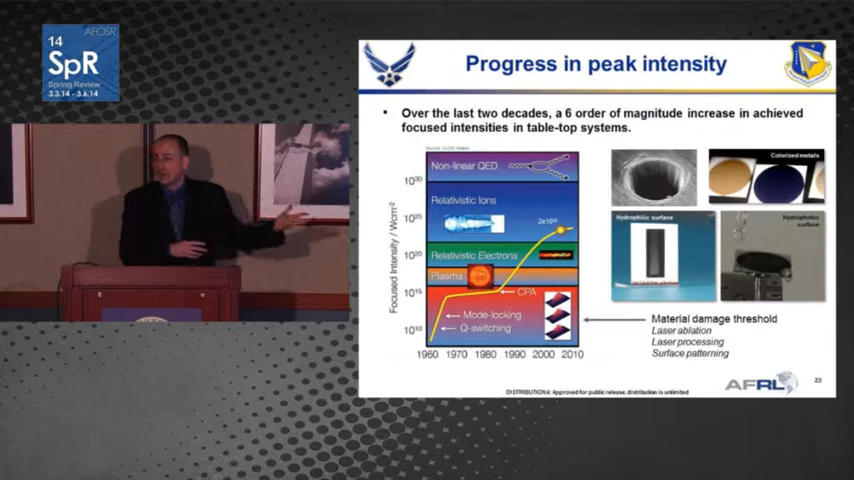 AFOSR
14
SpR
Spring Review
3.3.14 - 3.6.14
Progress in peak intensity
• Over the last two decades, a 6 order of magnitude increase in achieved
focused intensities in table-top systems.
Focused Intensity / Wcm-2
10³⁰
10²⁵
10²⁰
10¹⁵
10¹⁰
Non-linear QED
Relativistic Ions
Relativistic Electrons
Plasma
CPA
Mode-locking
Q-switching
1960 1970 1980 1990 2000 2010
Colorized metals
Hydrophilic surface
Hydrophobic
surface
Material damage threshold
Laser ablation
Laser processing
Surface patterning
22
AFRL
DISTRIBUTION A: Approved for public release; distribution is unlimited